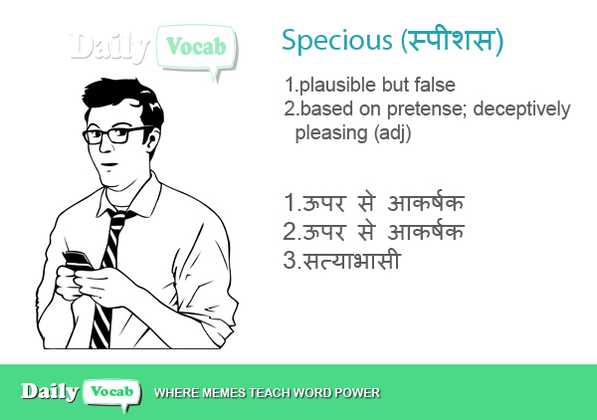 Daily Vocab
Specious (स्पीशस)
1.plausible but false
2.based on pretense; deceptively
pleasing (adj)
1.ऊपर से आकर्षक
2.ऊपर से आकर्षक
3.सत्याभासी
Daily Vocab WHERE MEMES TEACH WORD POWER